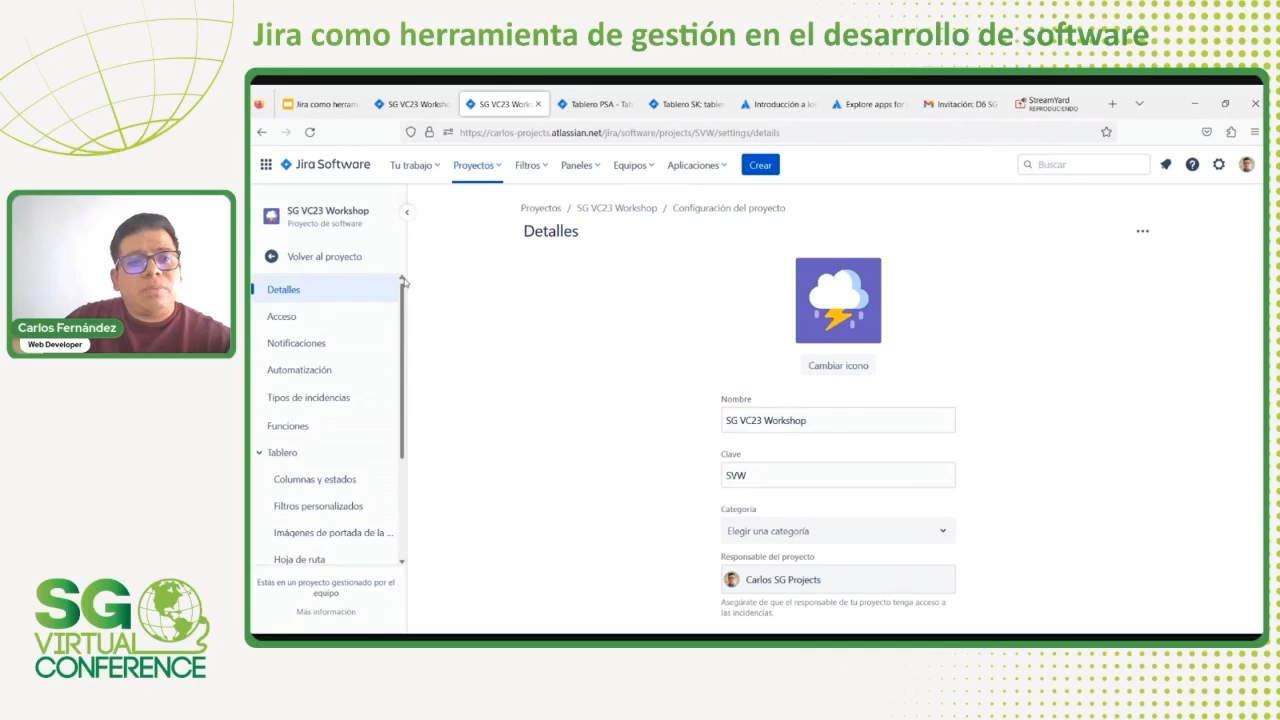 Jira como herramienta de gestión en el desarrollo de software
Jira como herram
SG VC23 Worksho
SG VC23 Work
Tablero PSA - Tab
Tablero SK: table
Introducción a lo
Explore apps for
Invitación: D6 SG
StreamYard
REPRODUCIENDO
https://carlos-projects.atlassian.net/jira/software/projects/SVW/settings/details
Jira Software
Tu trabajo
Proyectos
Filtros
Paneles
Equipos
Aplicaciones
Crear
Buscar
SG VC23 Workshop
Proyecto de software
Volver al proyecto
Detalles
Acceso
Notificaciones
Automatización
Tipos de incidencias
Funciones
Tablero
Columnas y estados
Filtros personalizados
Imágenes de portada de la ...
Hoja de ruta
Estás en un proyecto gestionado por el
equipo
Más información
Proyectos / SG VC23 Workshop / Configuración del proyecto
Detalles
Cambiar icono
Nombre
SG VC23 Workshop
Clave
SVW
Categoría
Elegir una categoría
Responsable del proyecto
Carlos SG Projects
Asegúrate de que el responsable de tu proyecto tenga acceso a
las incidencias.
Carlos Fernández
Web Developer
SG
VIRTUAL
CONFERENCE